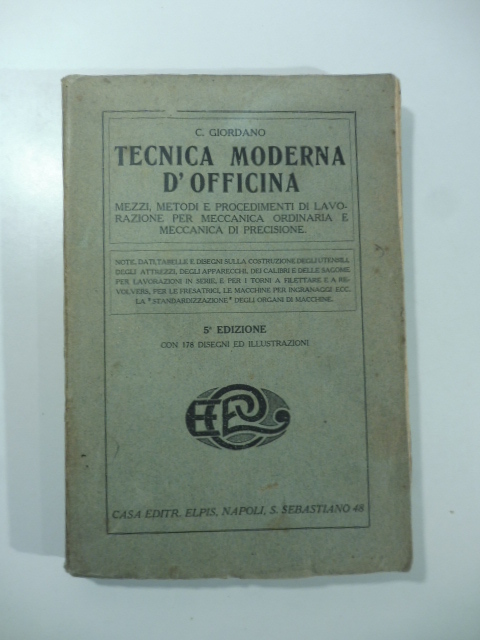 C. GIORDANO
TECNICA MODERNA
D'OFFICINA
MEZZI, METODI E PROCEDIMENTI DI LAVO-
RAZIONE PER MECCANICA ORDINARIA E
MECCANICA DI PRECISIONE.
NOTE, DATI, TABELLE E DISEGNI SULLA COSTRUZIONE DEGLI UTENSILI,
DEGLI ATTREZZI, DEGLI APPARECCHI, DEI CALIBRI E DELLE SAGOME
PER LAVORAZIONI IN SERIE, E PER I TORNI A FILETTARE E A RE-
VOLVERS, PER LE FRESATRICI, LE MACCHINE PER INGRANAGGI ECC.
LA "STANDARDIZZAZIONE" DEGLI ORGANI DI MACCHINE.
5ª EDIZIONE
CON 178 DISEGNI ED ILLUSTRAZIONI
CASA EDITR. ELPIS, NAPOLI, S. SEBASTIANO 48